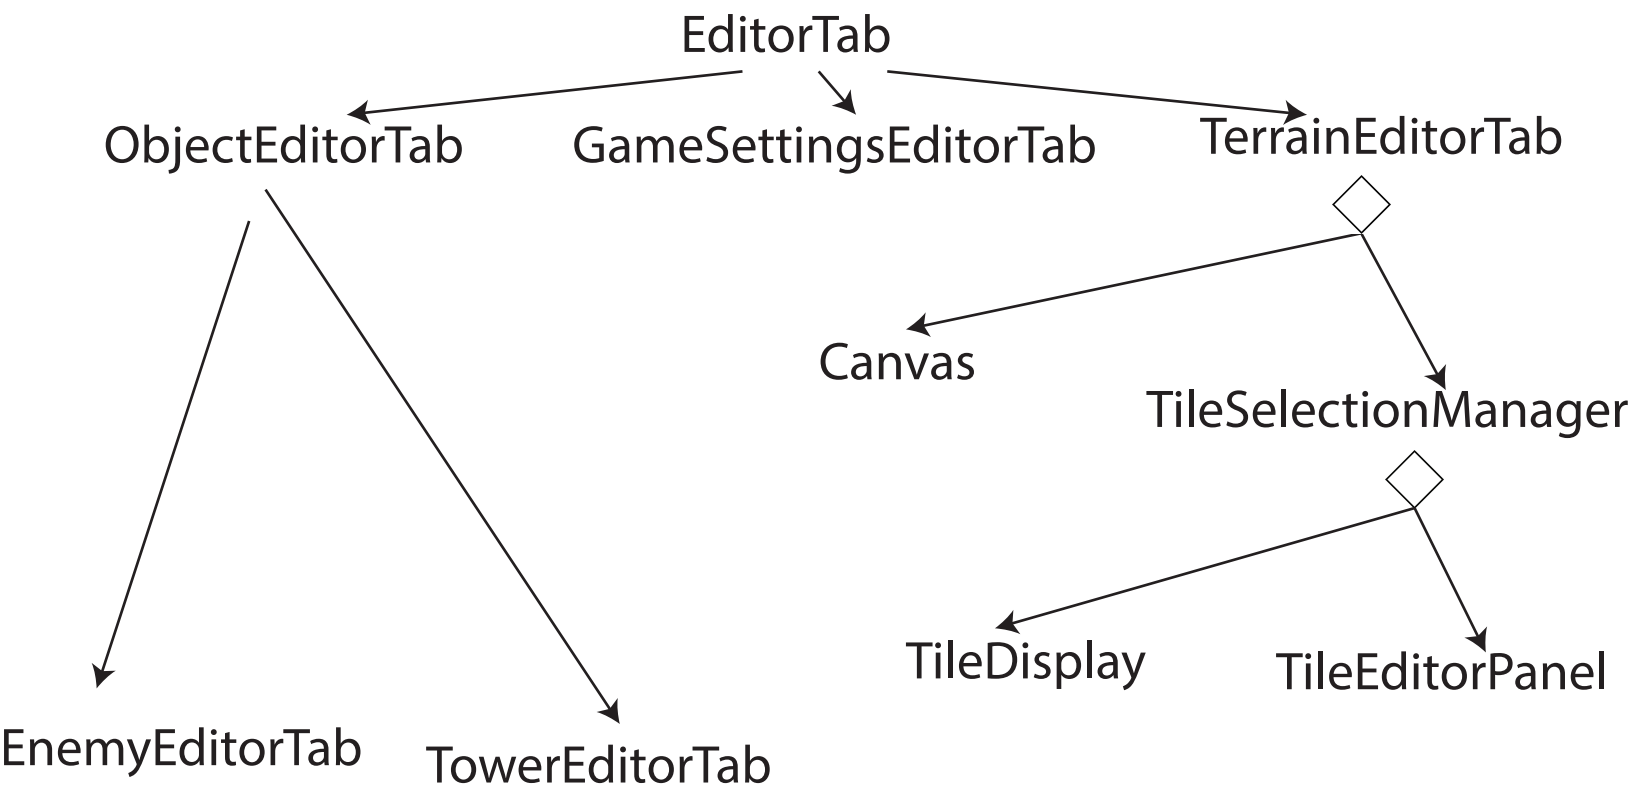 EditorTab
ObjectEditorTab
GameSettingsEditorTab
TerrainEditorTab
Canvas
TileSelectionManager
TileDisplay
TileEditorPanel
EnemyEditorTab
TowerEditorTab